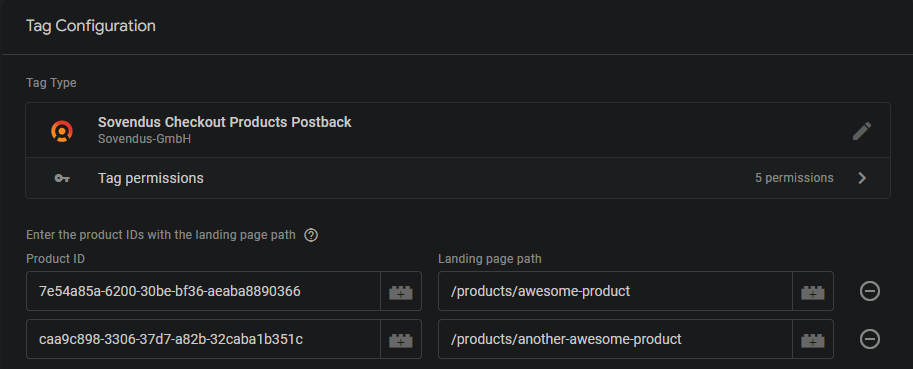 Tag Configuration
Tag Type
Sovendus Checkout Products Postback
Sovendus-GmbH
Tag permissions 5 permissions
Enter the product IDs with the landing page path ?
Product ID Landing page path
7e54a85a-6200-30be-bf36-aeaba8890366 /products/awesome-product
caa9c898-3306-37d7-a82b-32caba1b351c /products/another-awesome-product